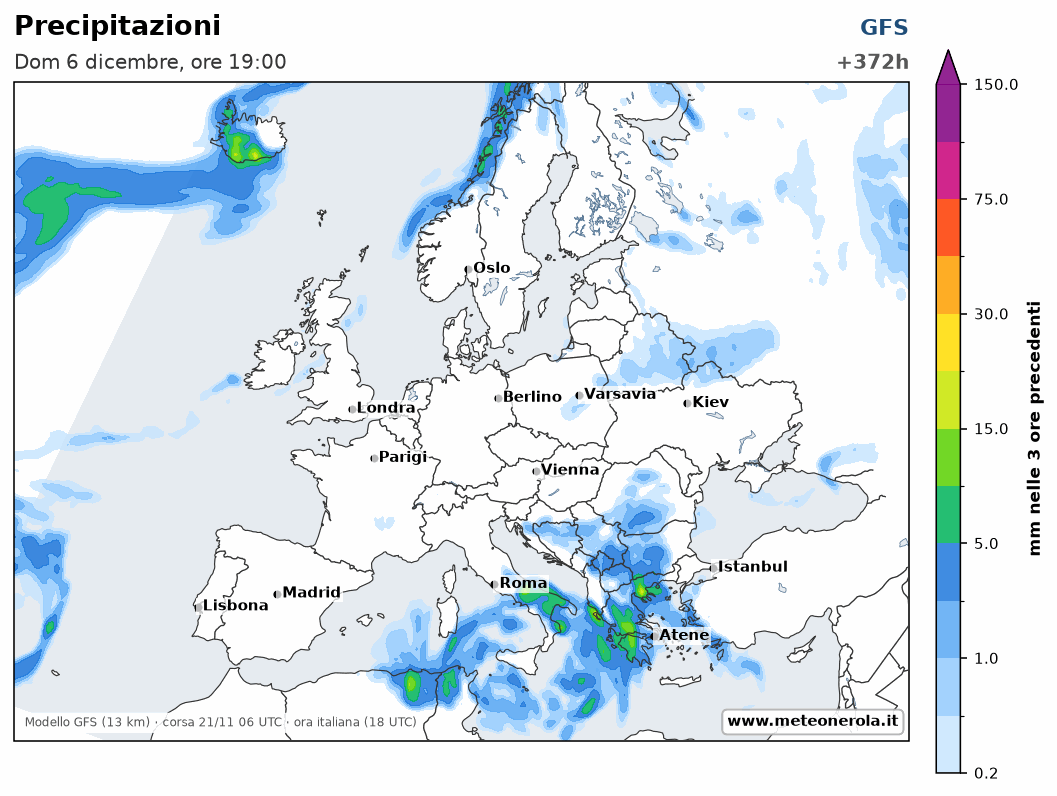 Precipitazioni
GFS
Dom 6 dicembre, ore 19:00
+372h
150.0
75.0
30.0
15.0
5.0
1.0
0.2
mm nelle 3 ore precedenti
Oslo
Berlino
Varsavia
Kiev
Londra
Parigi
Vienna
Istanbul
Roma
Madrid
Lisbona
Atene
Modello GFS (13 km) · corsa 21/11 06 UTC · ora italiana (18 UTC)
www.meteonerola.it